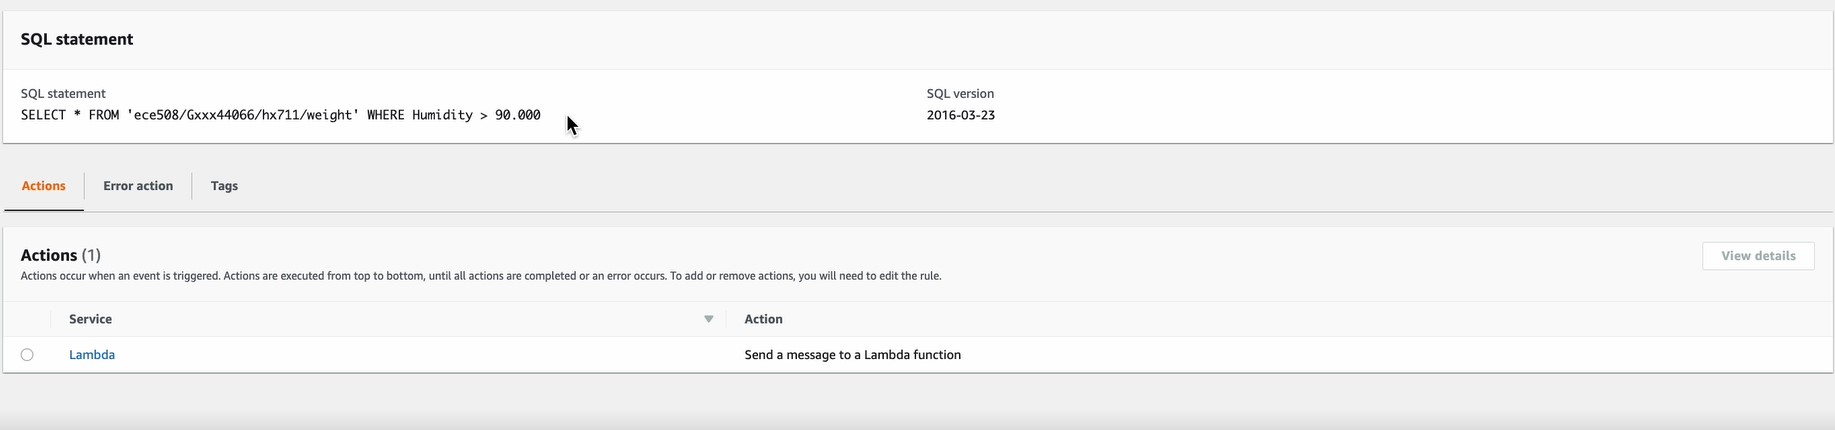 SQL statement
SQL statement
SQL version
SELECT * FROM 'ece508/Gxxx44066/hx711/weight' WHERE Humidity > 90.000
2016-03-23
Actions
Error action
Tags
Actions (1)
View details
Actions occur when an event is triggered. Actions are executed from top to bottom, until all actions are completed or an error occurs. To add or remove actions, you will need to edit the rule.
Service
Action
Lambda
Send a message to a Lambda function